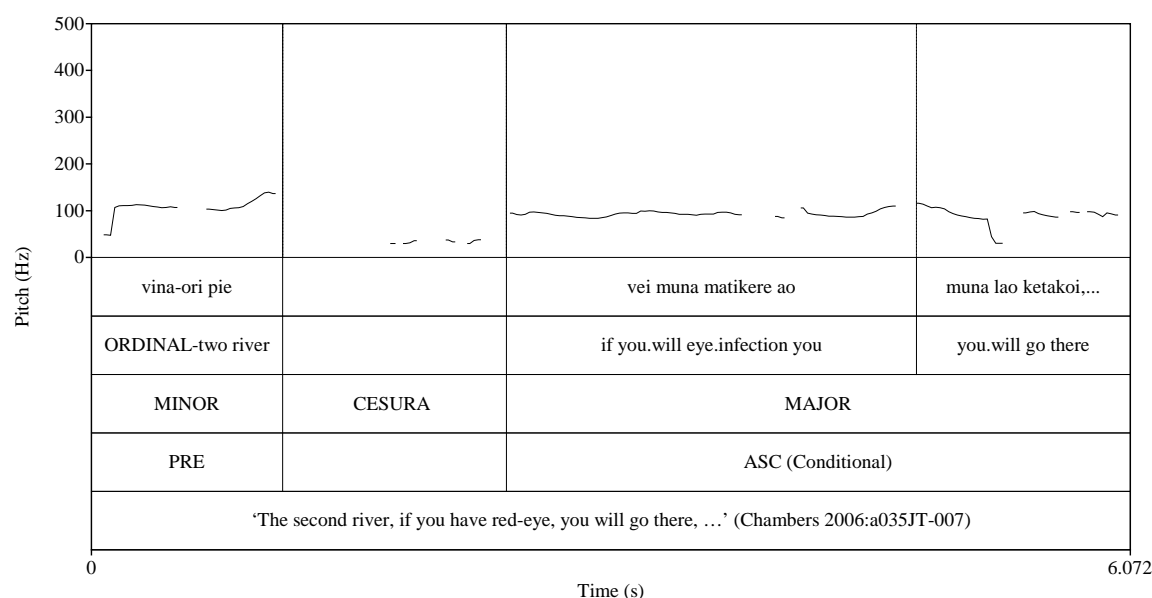 500
400
300
200
100
0
Pitch (Hz)
vina-ori pie vei muna matikere ao muna lao ketakoi,...
ORDINAL-two river if you.will eye.infection you you.will go there
MINOR CESURA MAJOR
PRE ASC (Conditional)
‘The second river, if you have red-eye, you will go there, …’ (Chambers 2006:a035JT-007)
0 6.072
Time (s)